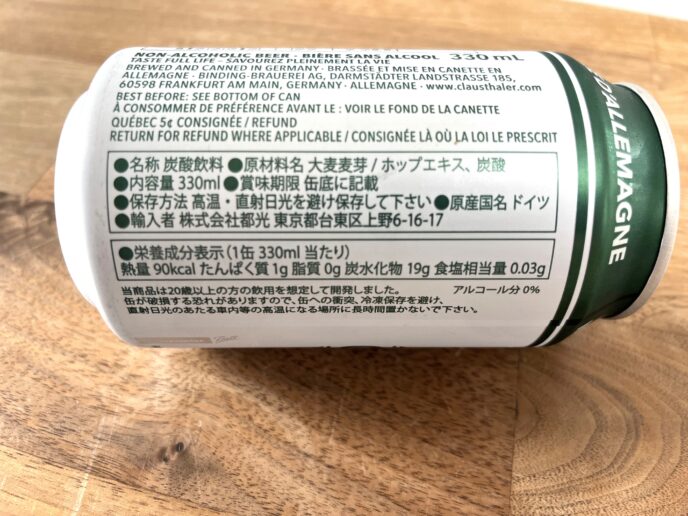 NON-ALCOHOLIC BEER · BIÈRE SANS ALCOOL 330 mL
TASTE FULL LIFE – SAVOUREZ PLEINEMENT LA VIE
BREWED AND CANNED IN GERMANY · BRASSÉE ET MISE EN CANETTE EN
ALLEMAGNE · BINDING-BRAUEREI AG, DARMSTÄDTER LANDSTRASSE 185,
60598 FRANKFURT AM MAIN, GERMANY · ALLEMAGNE · www.clausthaler.com
BEST BEFORE: SEE BOTTOM OF CAN
À CONSOMMER DE PRÉFÉRENCE AVANT LE : VOIR LE FOND DE LA CANETTE
QUÉBEC 5¢ CONSIGNÉE / REFUND
RETURN FOR REFUND WHERE APPLICABLE / CONSIGNÉE LÀ OÙ LA LOI LE PRESCRIT
●名称 炭酸飲料 ●原材料名 大麦麦芽 / ホップエキス、炭酸
●内容量 330ml ●賞味期限 缶底に記載
●保存方法 高温・直射日光を避け保存して下さい ●原産国名 ドイツ
●輸入者 株式会社都光 東京都台東区上野6-16-17
●栄養成分表示（1缶 330ml 当たり）
熱量 90kcal たんぱく質 1g 脂質 0g 炭水化物 19g 食塩相当量 0.03g
当商品は20歳以上の方の飲用を想定して開発しました。 アルコール分 0%
缶が破損する恐れがありますので、缶への衝突、冷凍保存を避け、
直射日光のあたる車内等の高温になる場所に長時間置かないで下さい。
D'ALLEMAGNE